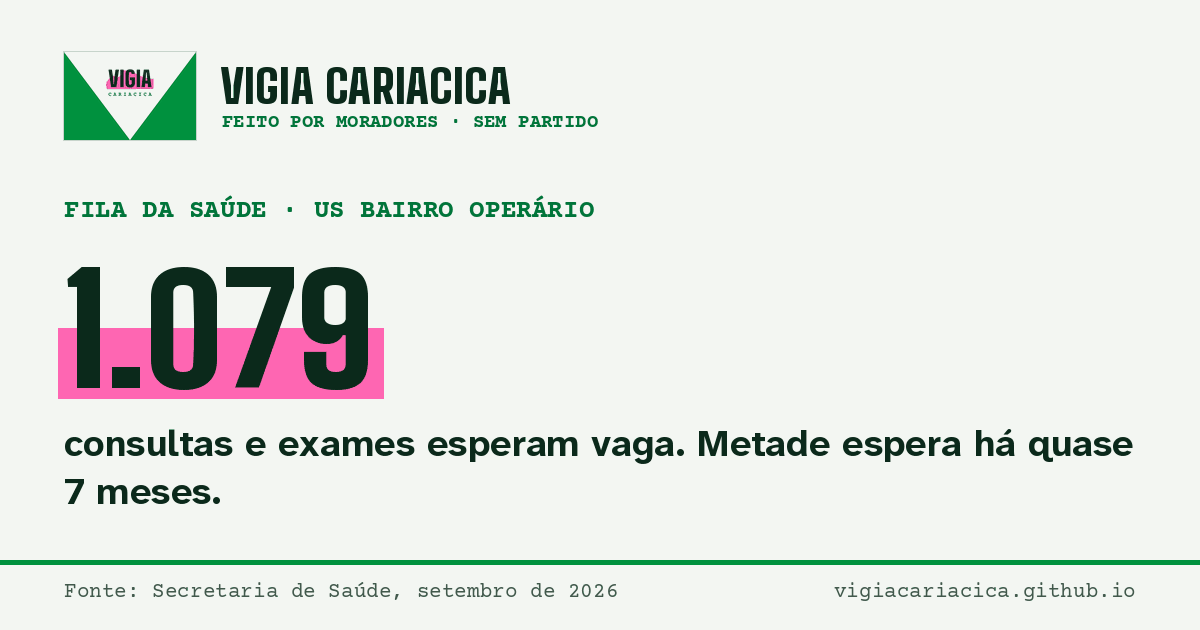 VIGIA
CARIACICA
VIGIA CARIACICA
FEITO POR MORADORES · SEM PARTIDO
FILA DA SAÚDE · US BAIRRO OPERÁRIO
1.079
consultas e exames esperam vaga. Metade espera há quase
7 meses.
Fonte: Secretaria de Saúde, setembro de 2026
vigiacariacica.github.io